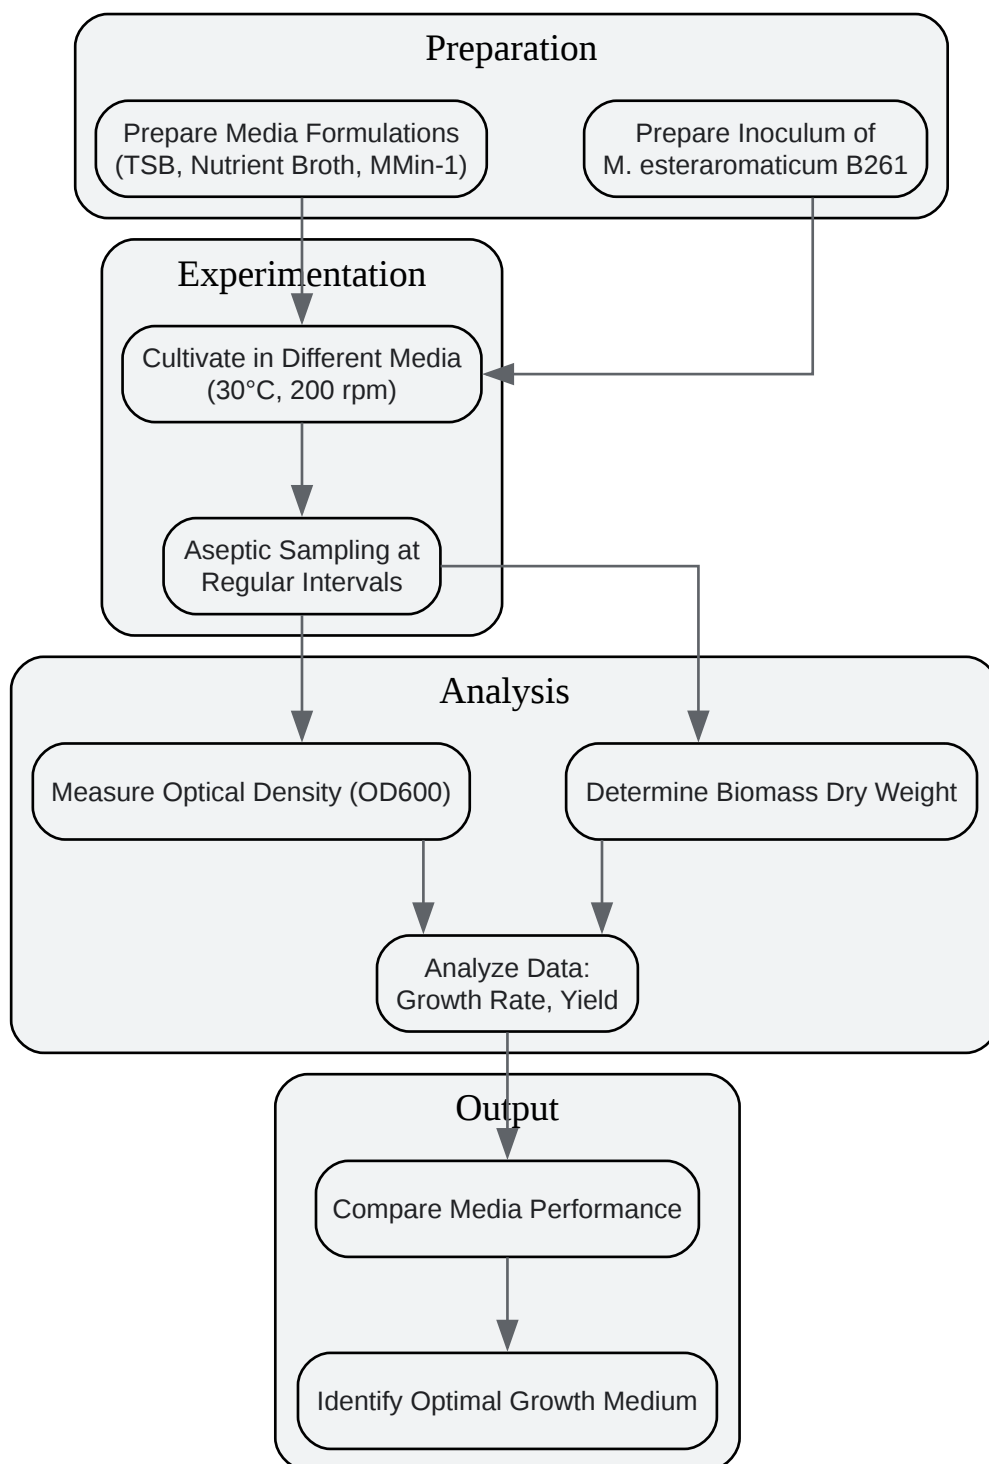 Preparation
Prepare Media Formulations
(TSB, Nutrient Broth, MMin-1)
Prepare Inoculum of
M. esteraromaticum B261
Experimentation
Cultivate in Different Media
(30°C, 200 rpm)
Aseptic Sampling at
Regular Intervals
Analysis
Measure Optical Density (OD600)
Determine Biomass Dry Weight
Analyze Data:
Growth Rate, Yield
Output
Compare Media Performance
Identify Optimal Growth Medium